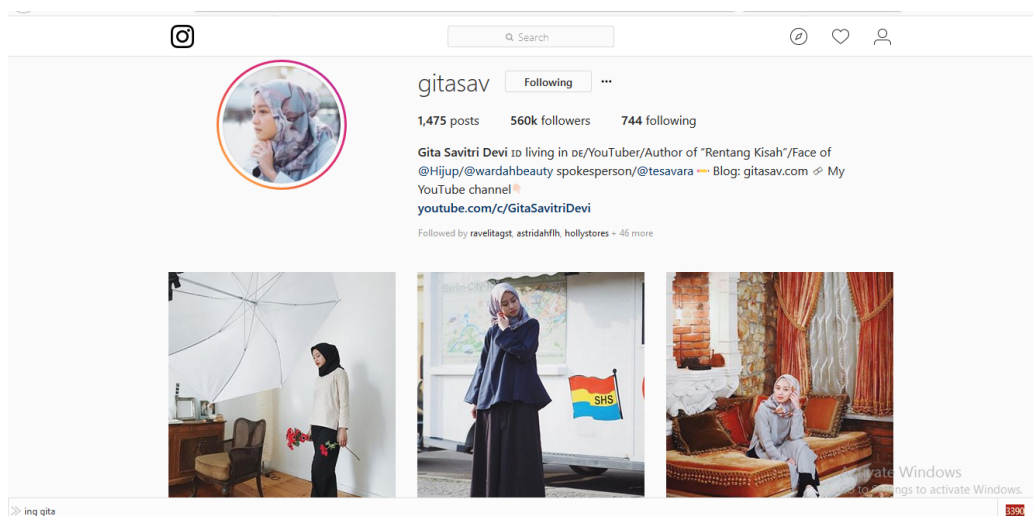 Search
gitasav Following
1,475 posts 560k followers 744 following
Gita Savitri Devi ID living in DE/YouTuber/Author of "Rentang Kisah"/Face of
@Hijup/@wardahbeauty spokesperson/@tesavara Blog: gitasav.com My
YouTube channel
youtube.com/c/GitaSavitriDevi
Followed by ravelitagst, astridahflh, hollystores + 46 more
SHS
Activate Windows
Go to Settings to activate Windows.
ing gita
3390